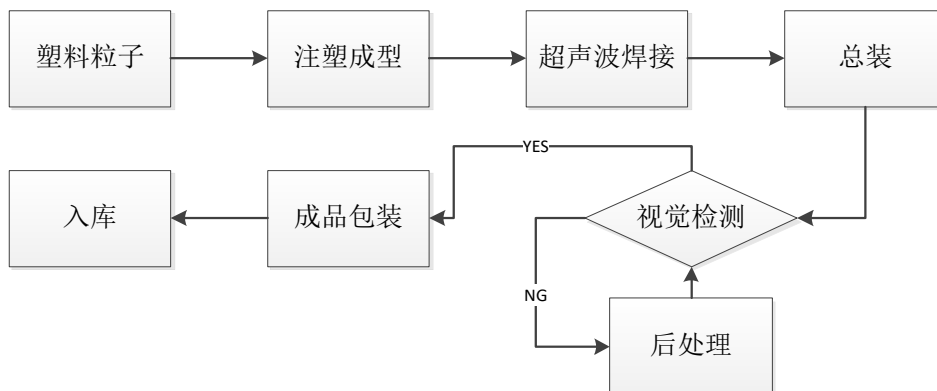 塑料粒子
注塑成型
超声波焊接
总装
YES
入库
成品包装
视觉检测
NG
后处理